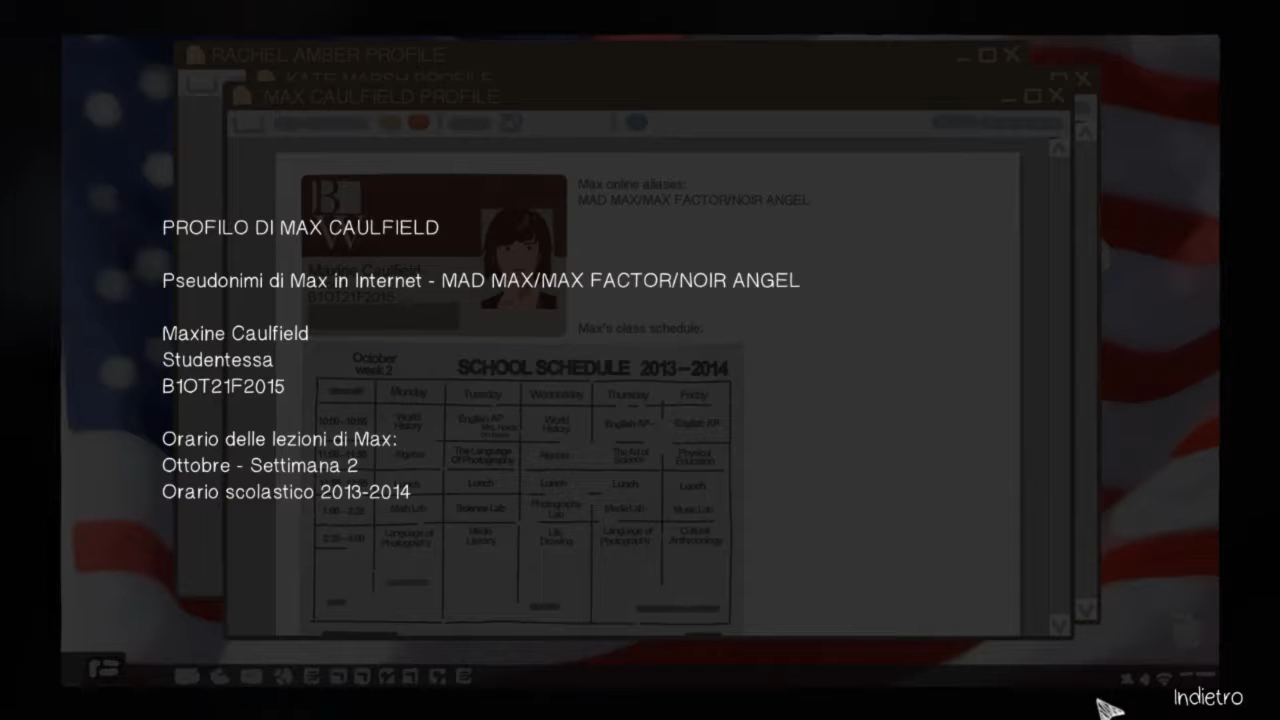 RACHEL AMBER PROFILE
KATE MARSH PROFILE
MAX CAULFIELD PROFILE
Max online aliases:
MAD MAX/MAX FACTOR/NOIR ANGEL
PROFILO DI MAX CAULFIELD
Pseudonimi di Max in Internet - MAD MAX/MAX FACTOR/NOIR ANGEL
Maxine Caulfield
Studentessa
B1OT21F2015
Orario delle lezioni di Max:
Ottobre - Settimana 2
Orario scolastico 2013-2014
B
W
Maxine Caulfield
B1OT21F2015
Max's class schedule:
October
week 2
SCHOOL SCHEDULE 2013-2014
Monday Tuesday Wednesday Thursday Friday
World History English AP World History English AP English AP
Algebra The Language Of Photography Algebra The Art of Science Physical Education
Lunch Lunch Lunch Lunch Lunch
Math Lab Science Lab Photography Lab Media Lab Music Lab
Language of Photography Media Literacy Life Drawing Language of Photography Cultural Anthropology
Indietro